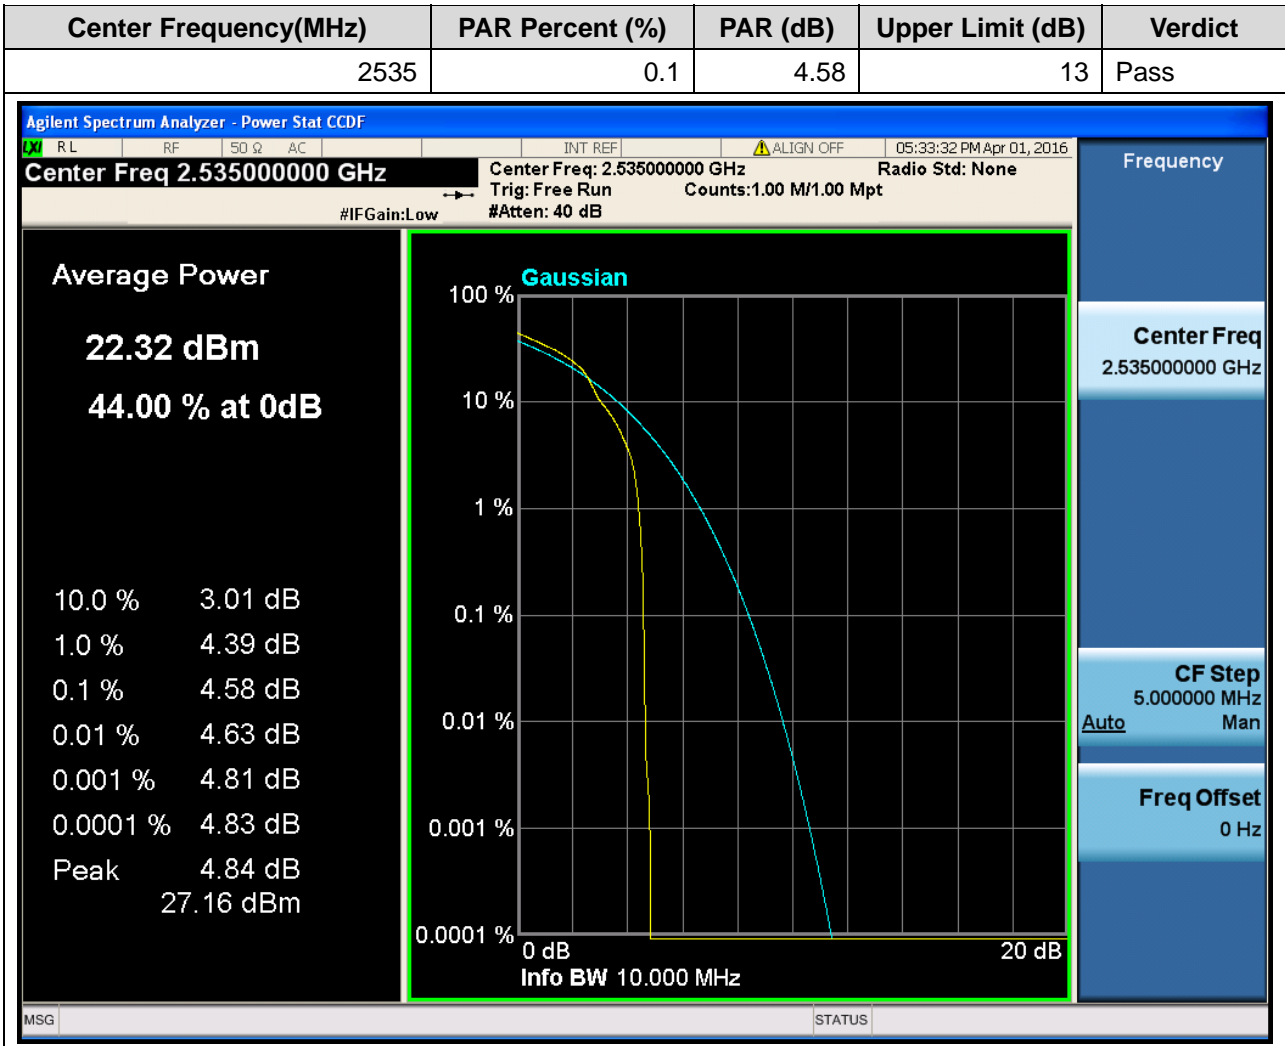 Center Frequency(MHz) PAR Percent (%) PAR (dB) Upper Limit (dB) Verdict
2535 0.1 4.58 13 Pass
Agilent Spectrum Analyzer - Power Stat CCDF
LXI RL RF 50 Ω AC INT REF ALIGN OFF 05:33:32 PM Apr 01, 2016
Center Freq 2.535000000 GHz
#IFGain:Low
Center Freq: 2.535000000 GHz Radio Std: None
Trig: Free Run Counts:1.00 M/1.00 Mpt
#Atten: 40 dB
Average Power
22.32 dBm
44.00 % at 0dB
10.0 % 3.01 dB
1.0 % 4.39 dB
0.1 % 4.58 dB
0.01 % 4.63 dB
0.001 % 4.81 dB
0.0001 % 4.83 dB
Peak 4.84 dB
27.16 dBm
Gaussian
100 %
10 %
1 %
0.1 %
0.01 %
0.001 %
0.0001 %
0 dB 20 dB
Info BW 10.000 MHz
Frequency
Center Freq
2.535000000 GHz
CF Step
5.000000 MHz
Auto Man
Freq Offset
0 Hz
MSG STATUS